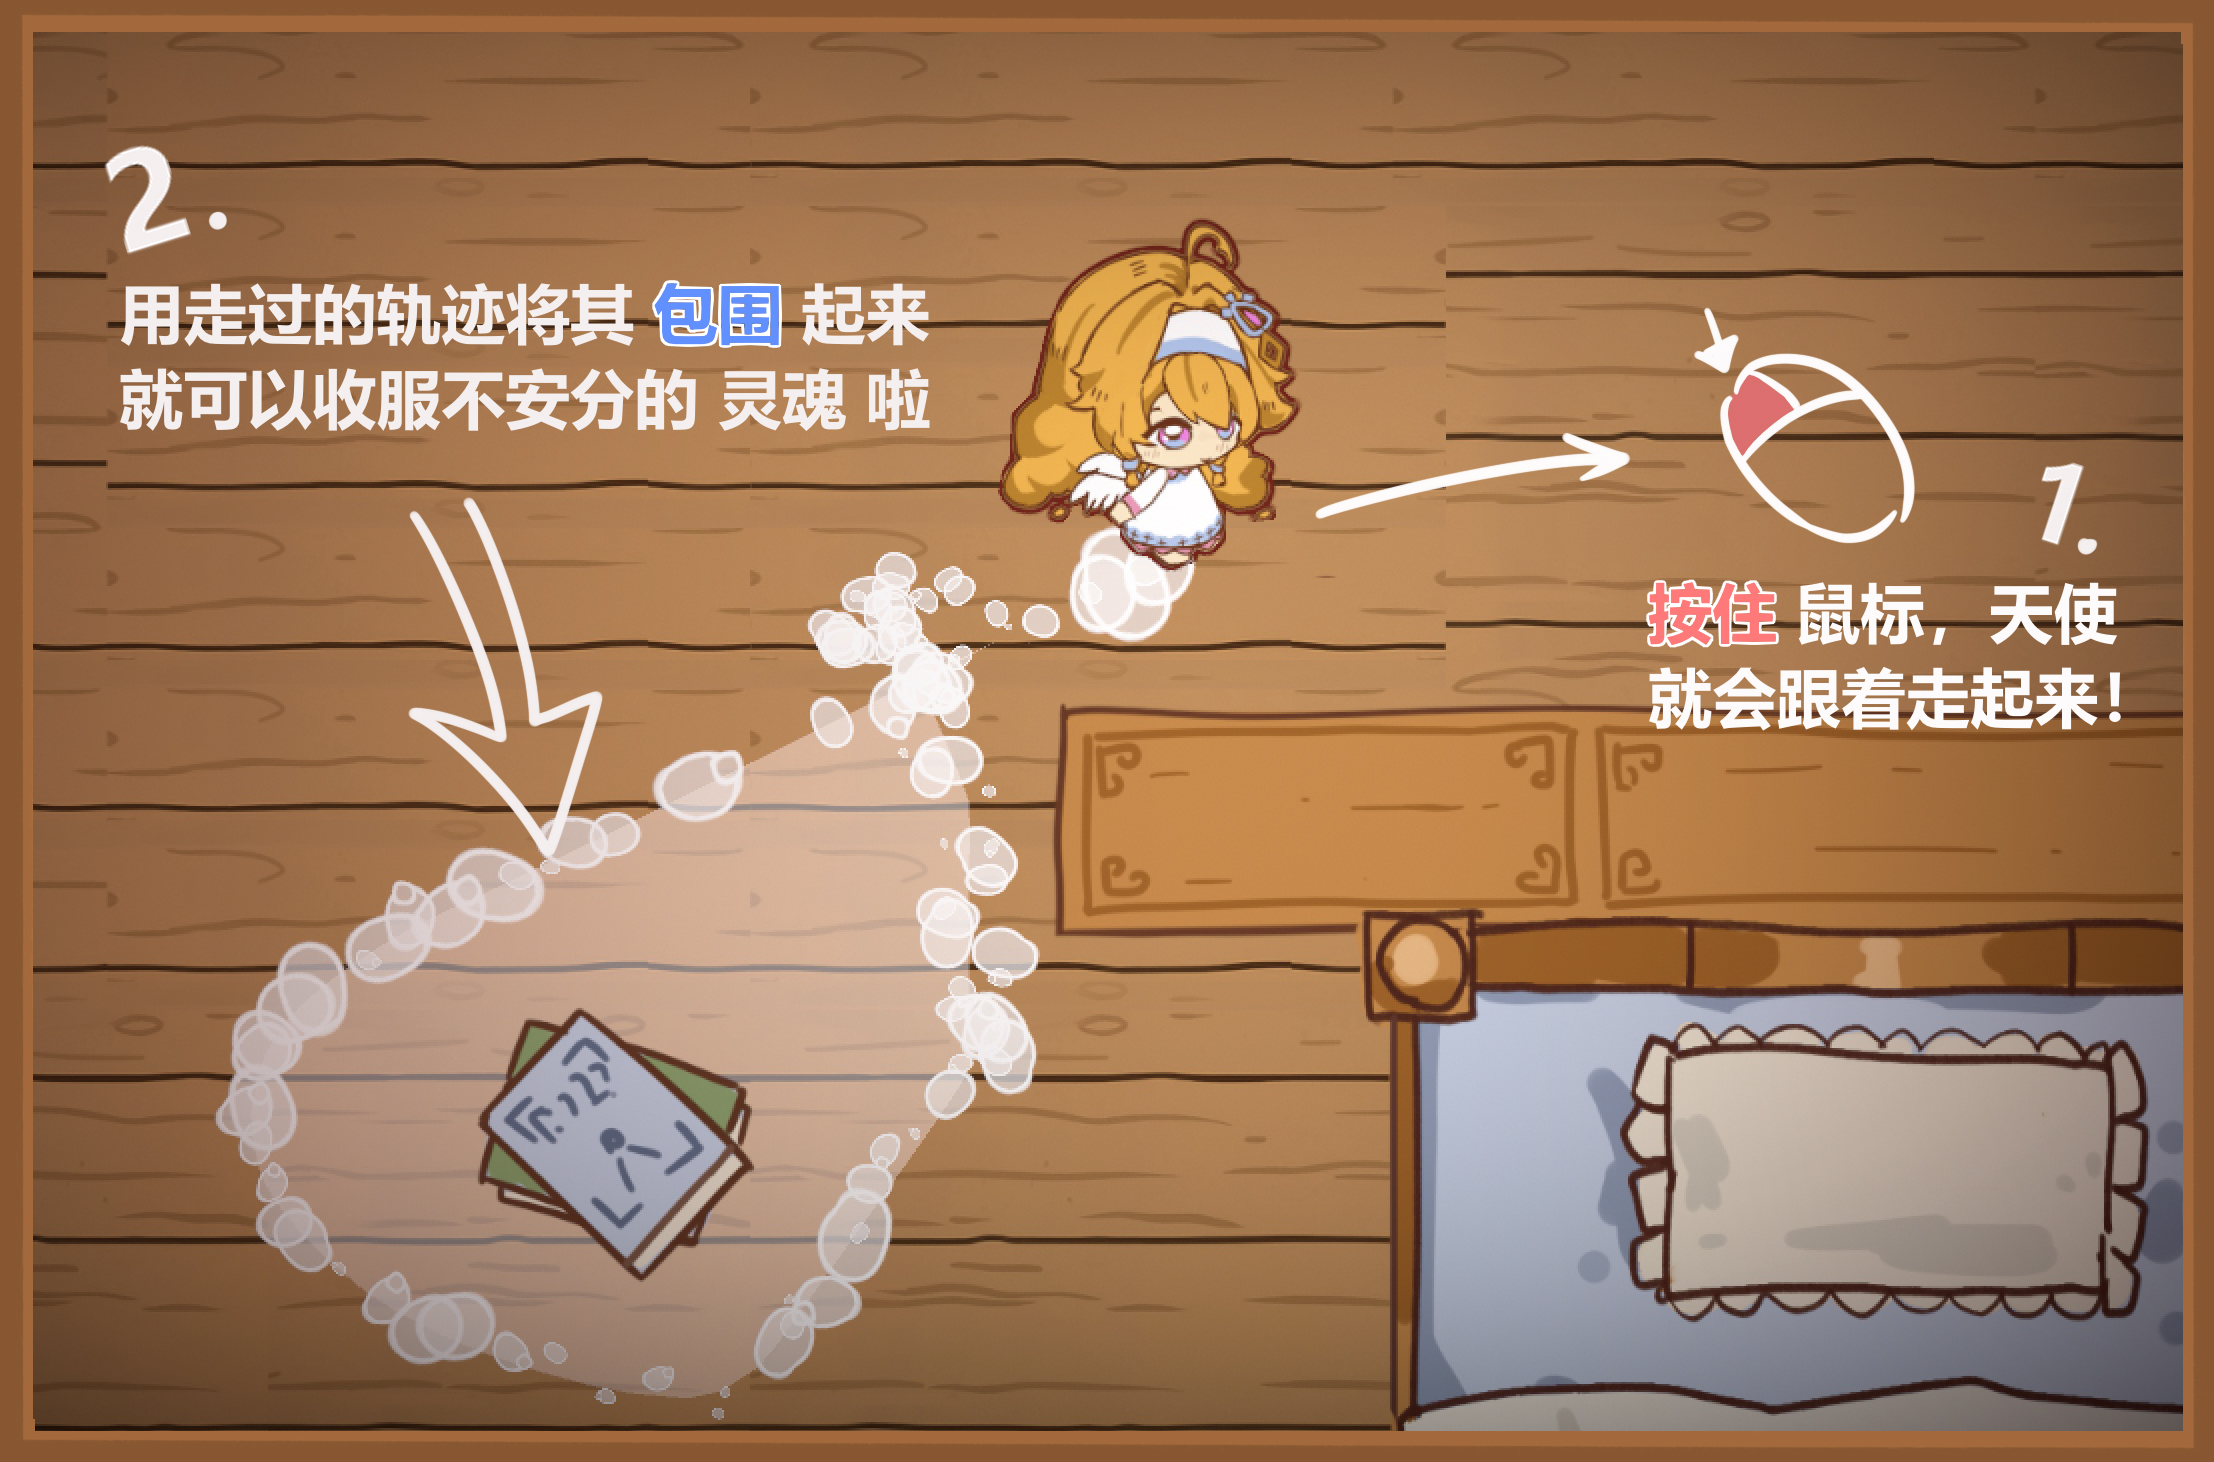 2.
用走过的轨迹将其 包围 起来
就可以收服不安分的 灵魂 啦
1.
按住 鼠标，天使
就会跟着走起来！